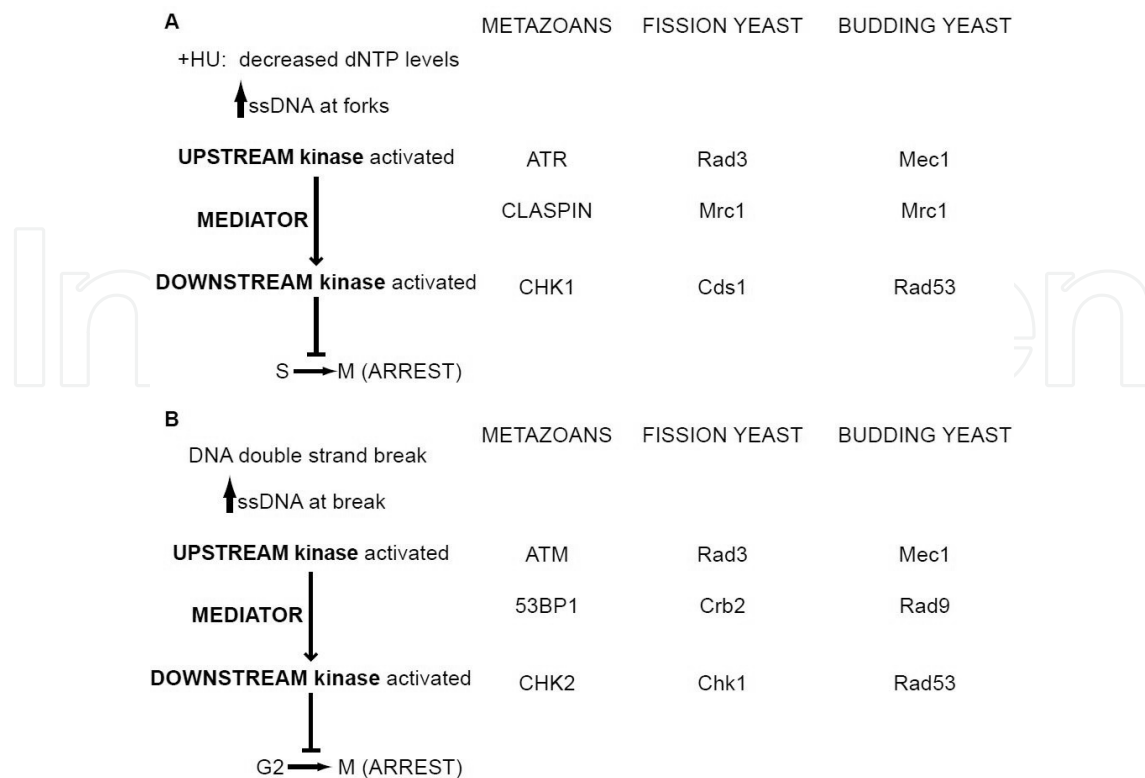 A METAZOANS FISSION YEAST BUDDING YEAST
+HU: decreased dNTP levels
ssDNA at forks
UPSTREAM kinase activated ATR Rad3 Mec1
MEDIATOR CLASPIN Mrc1 Mrc1
DOWNSTREAM kinase activated CHK1 Cds1 Rad53
S M (ARREST)
B METAZOANS FISSION YEAST BUDDING YEAST
DNA double strand break
ssDNA at break
UPSTREAM kinase activated ATM Rad3 Mec1
MEDIATOR 53BP1 Crb2 Rad9
DOWNSTREAM kinase activated CHK2 Chk1 Rad53
G2 M (ARREST)